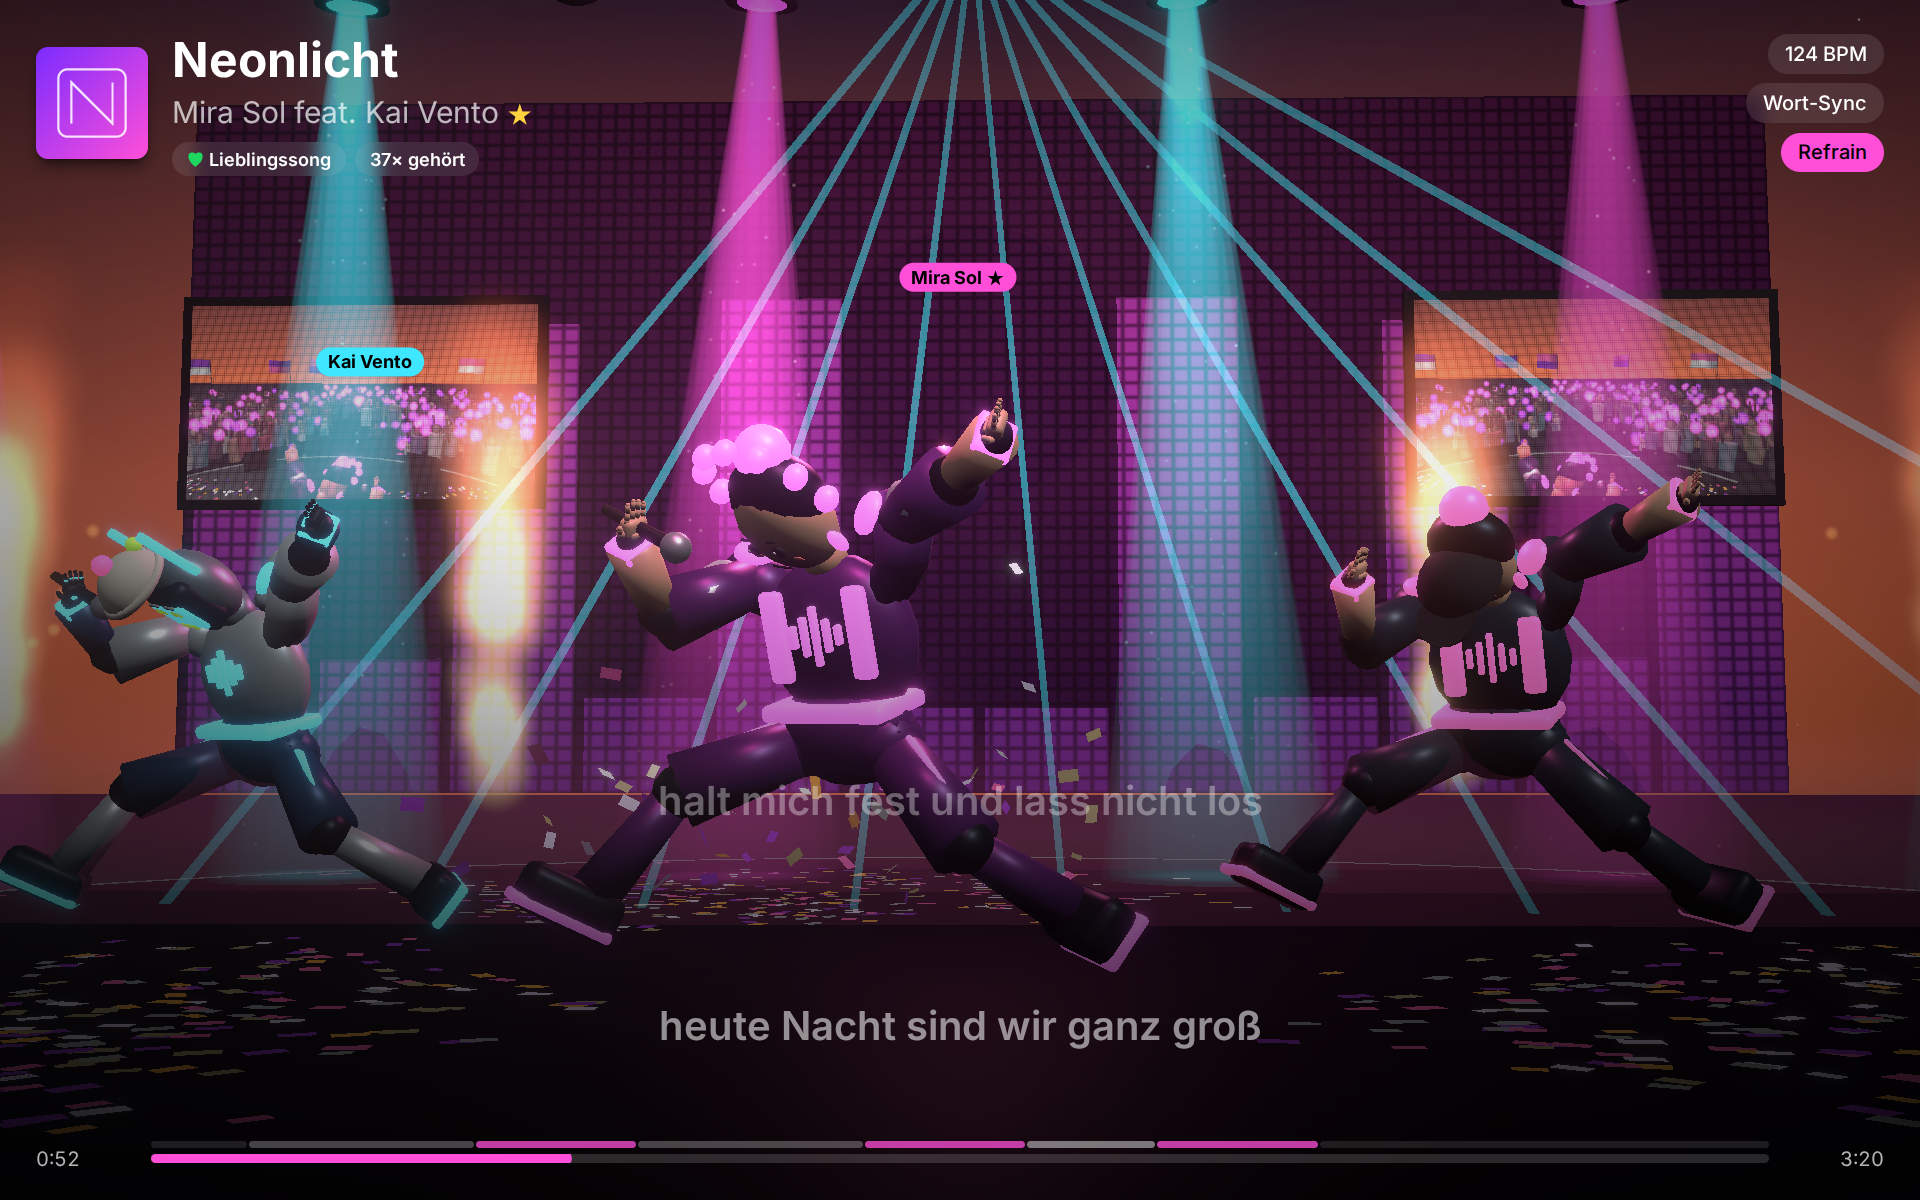 Neonlicht
Mira Sol feat. Kai Vento ★
Lieblingssong
37× gehört
124 BPM
Wort-Sync
Refrain
N
Mira Sol ★
Kai Vento
halt mich fest und lass nicht los
heute Nacht sind wir ganz groß
0:52
3:20